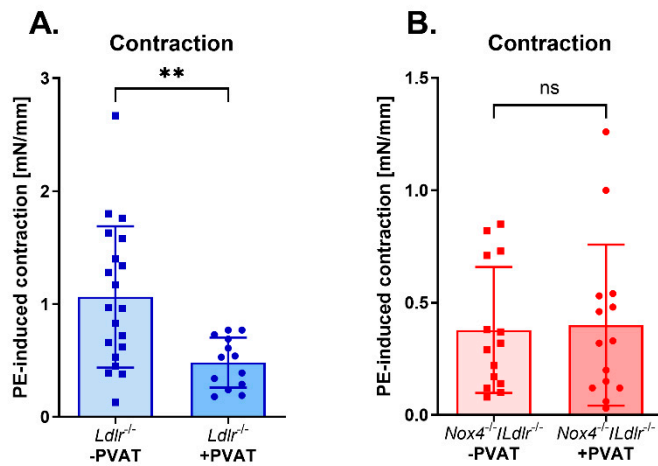 A.
Contraction
**
PE-induced contraction [mN/mm]
3
2
1
0
Ldlr-/-
-PVAT
Ldlr-/-
+PVAT
B.
Contraction
ns
PE-induced contraction [mN/mm]
1.5
1.0
0.5
0.0
Nox4-/-/Ldlr-/-
-PVAT
Nox4-/-/Ldlr-/-
+PVAT